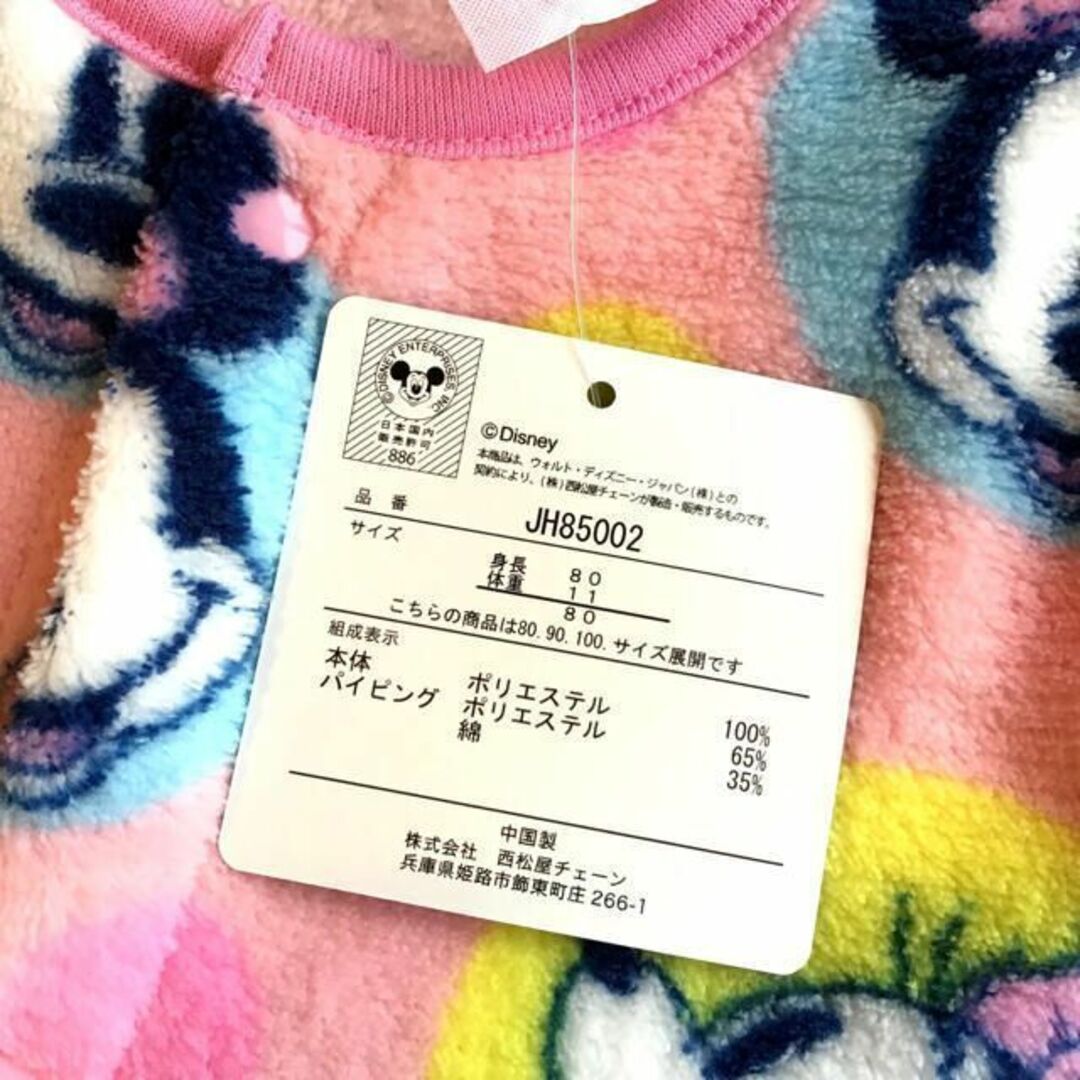 ©DISNEY ENTERPRISES, INC.
日本国内
販売許可
886
©Disney
本商品は、ウォルト・ディズニー・ジャパン(株)との
契約により、(株)西松屋チェーンが製造・販売するものです。
品番 JH85002
サイズ
身長 80
体重 11
80
こちらの商品は80.90.100.サイズ展開です
組成表示
本体 ポリエステル 100%
パイピング ポリエステル 65%
綿 35%
中国製
株式会社 西松屋チェーン
兵庫県姫路市飾東町庄266-1